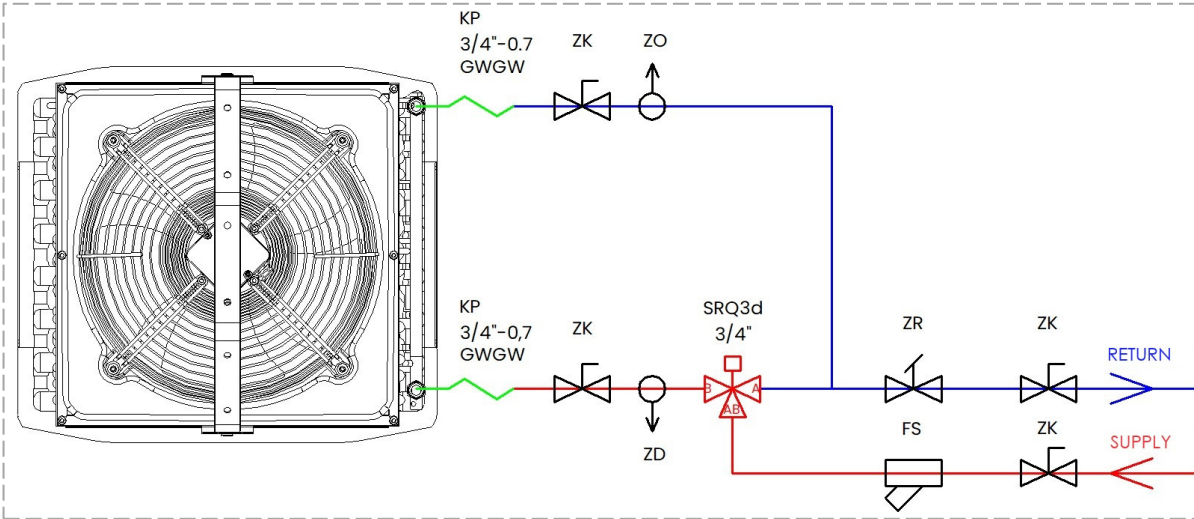 KP
3/4"-0.7
GWGW
ZK
ZO
KP
3/4"-0,7
GWGW
ZK
ZD
SRQ3d
3/4"
B
A
AB
ZR
ZK
RETURN
FS
ZK
SUPPLY